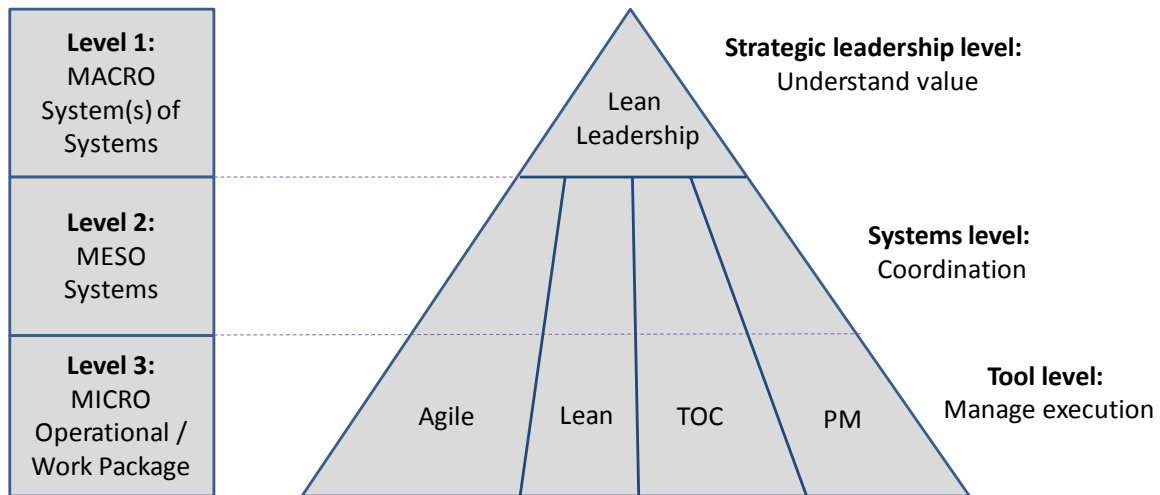 Level 1:
MACRO
System(s) of
Systems
Level 2:
MESO
Systems
Level 3:
MICRO
Operational /
Work Package
Lean
Leadership
Agile
Lean
TOC
PM
Strategic leadership level:
Understand value
Systems level:
Coordination
Tool level:
Manage execution